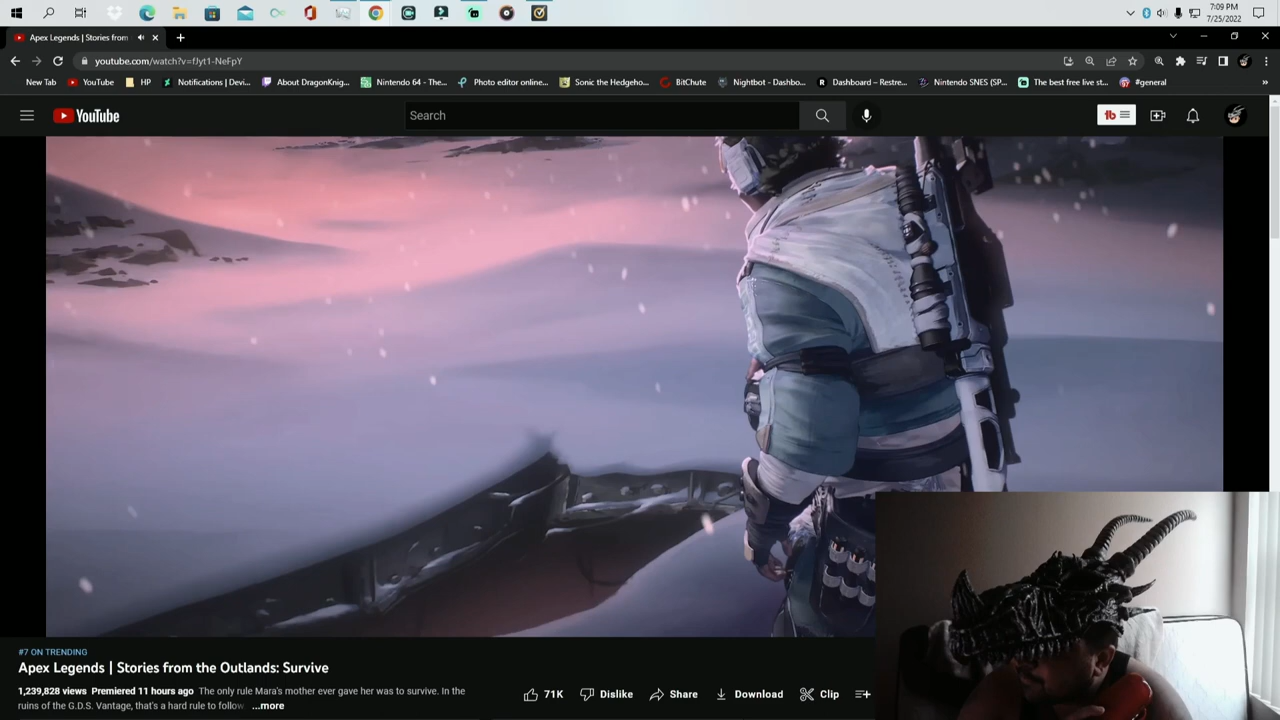 7:09 PM
7/25/2022
Apex Legends | Stories from
youtube.com/watch?v=fJyt1-NeFpY
New Tab YouTube HP Notifications | Devi... About DragonKnig... Nintendo 64 - The... Photo editor online... Sonic the Hedgeho... BitChute Nightbot - Dashbo... Dashboard – Restre... Nintendo SNES (SP... The best free live st... #general »
YouTube Search tb
#7 ON TRENDING
Apex Legends | Stories from the Outlands: Survive
1,239,828 views Premiered 11 hours ago The only rule Mara's mother ever gave her was to survive. In the
ruins of the G.D.S. Vantage, that's a hard rule to follow ...more
71K Dislike Share Download Clip